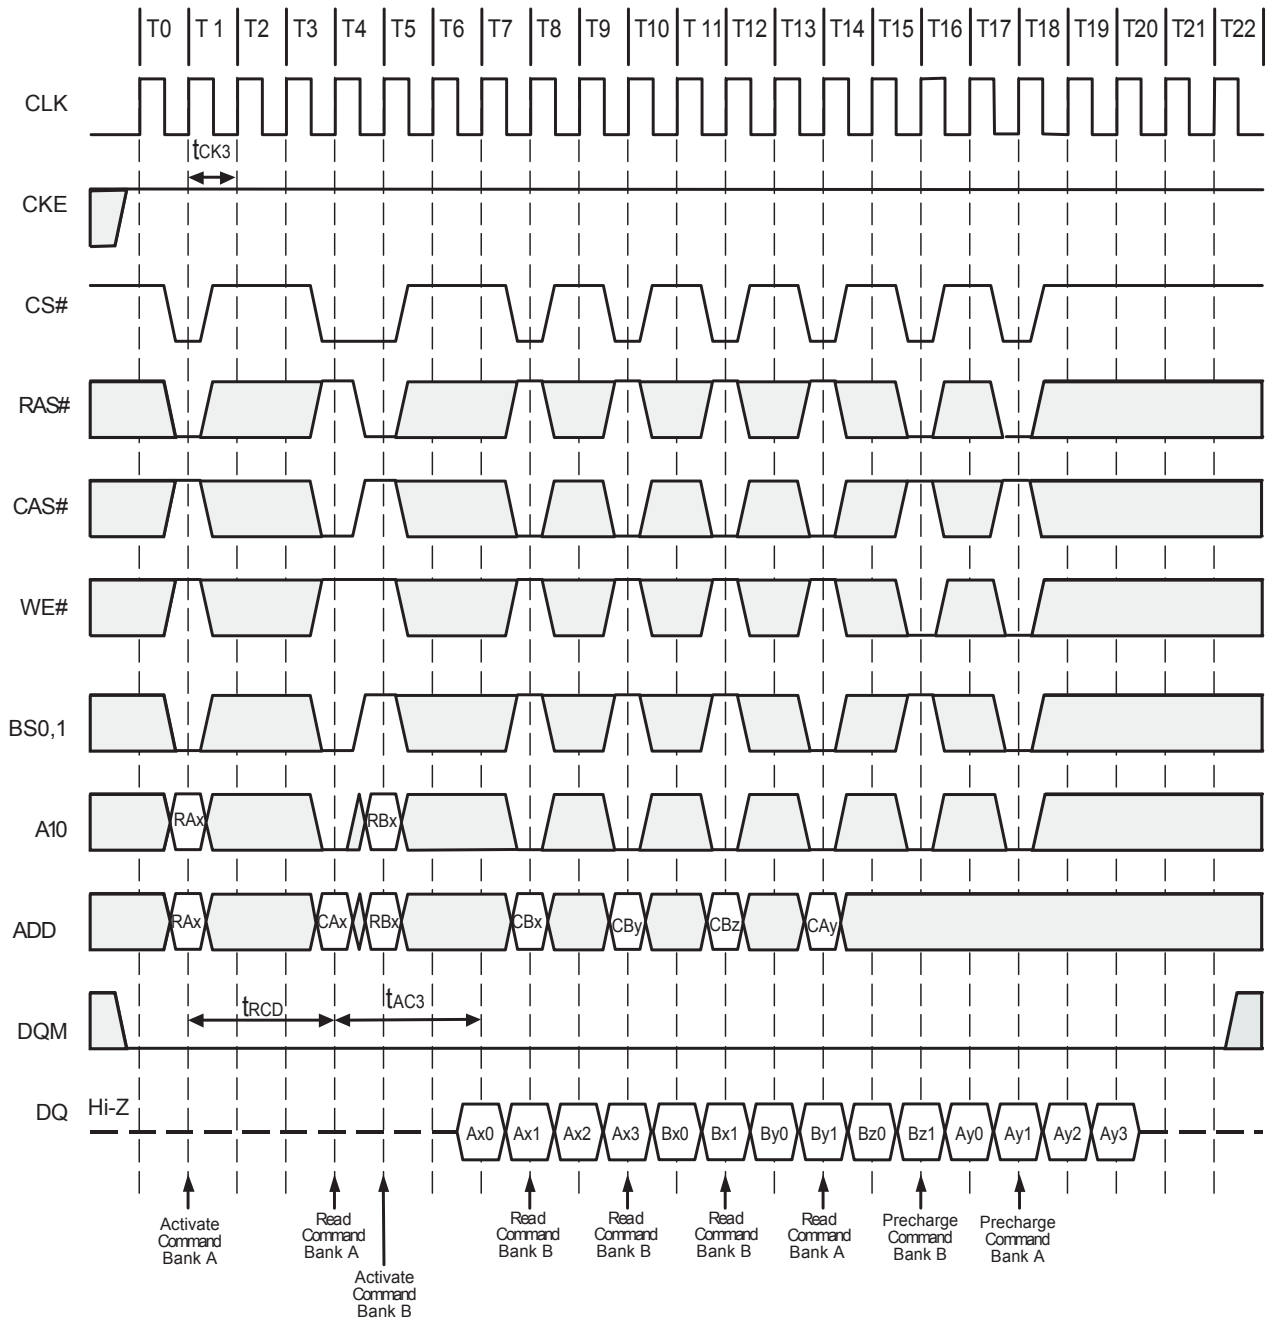 T0 T 1 T2 T3 T4 T5 T6 T7 T8 T9 T10 T 11 T12 T13 T14 T15 T16 T17 T18 T19 T20 T21 T22
CLK
tCK3
CKE
CS#
RAS#
CAS#
WE#
BS0,1
A10 RAx RBx
ADD RAx CAx RBx CBx CBy CBz CAy
tRCD tAC3
DQM
DQ Hi-Z Ax0 Ax1 Ax2 Ax3 Bx0 Bx1 By0 By1 Bz0 Bz1 Ay0 Ay1 Ay2 Ay3
Activate
Command
Bank A
Read
Command
Bank A
Activate
Command
Bank B
Read
Command
Bank B
Read
Command
Bank B
Read
Command
Bank B
Read
Command
Bank A
Precharge
Command
Bank B
Precharge
Command
Bank A